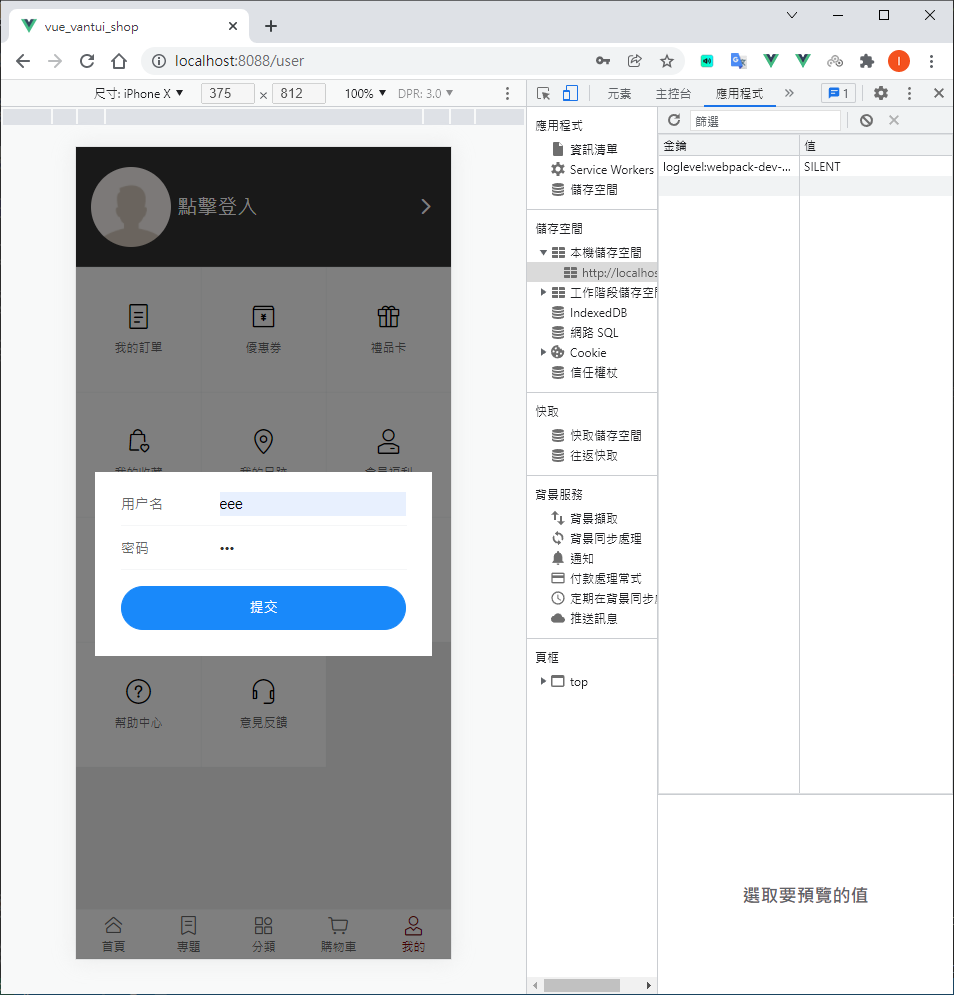 vue_vantui_shop
localhost:8088/user
I
尺寸: iPhone X ▼ 375 × 812 100% ▼ DPR: 3.0 ▼
元素 主控台 應用程式 » 1
點擊登入
我的訂單 優惠券 禮品卡
用户名 eee
密码 •••
提交
幫助中心 意見反饋
首頁 專題 分類 購物車 我的
應用程式
資訊清單
Service Workers
儲存空間
儲存空間
本機儲存空間
http://localhos
工作階段儲存空間
IndexedDB
網路 SQL
Cookie
信任權杖
快取
快取儲存空間
往返快取
背景服務
背景擷取
背景同步處理
通知
付款處理常式
定期在背景同步
推送訊息
頁框
top
篩選
金鑰 值
loglevel:webpack-dev-... SILENT
選取要預覽的值